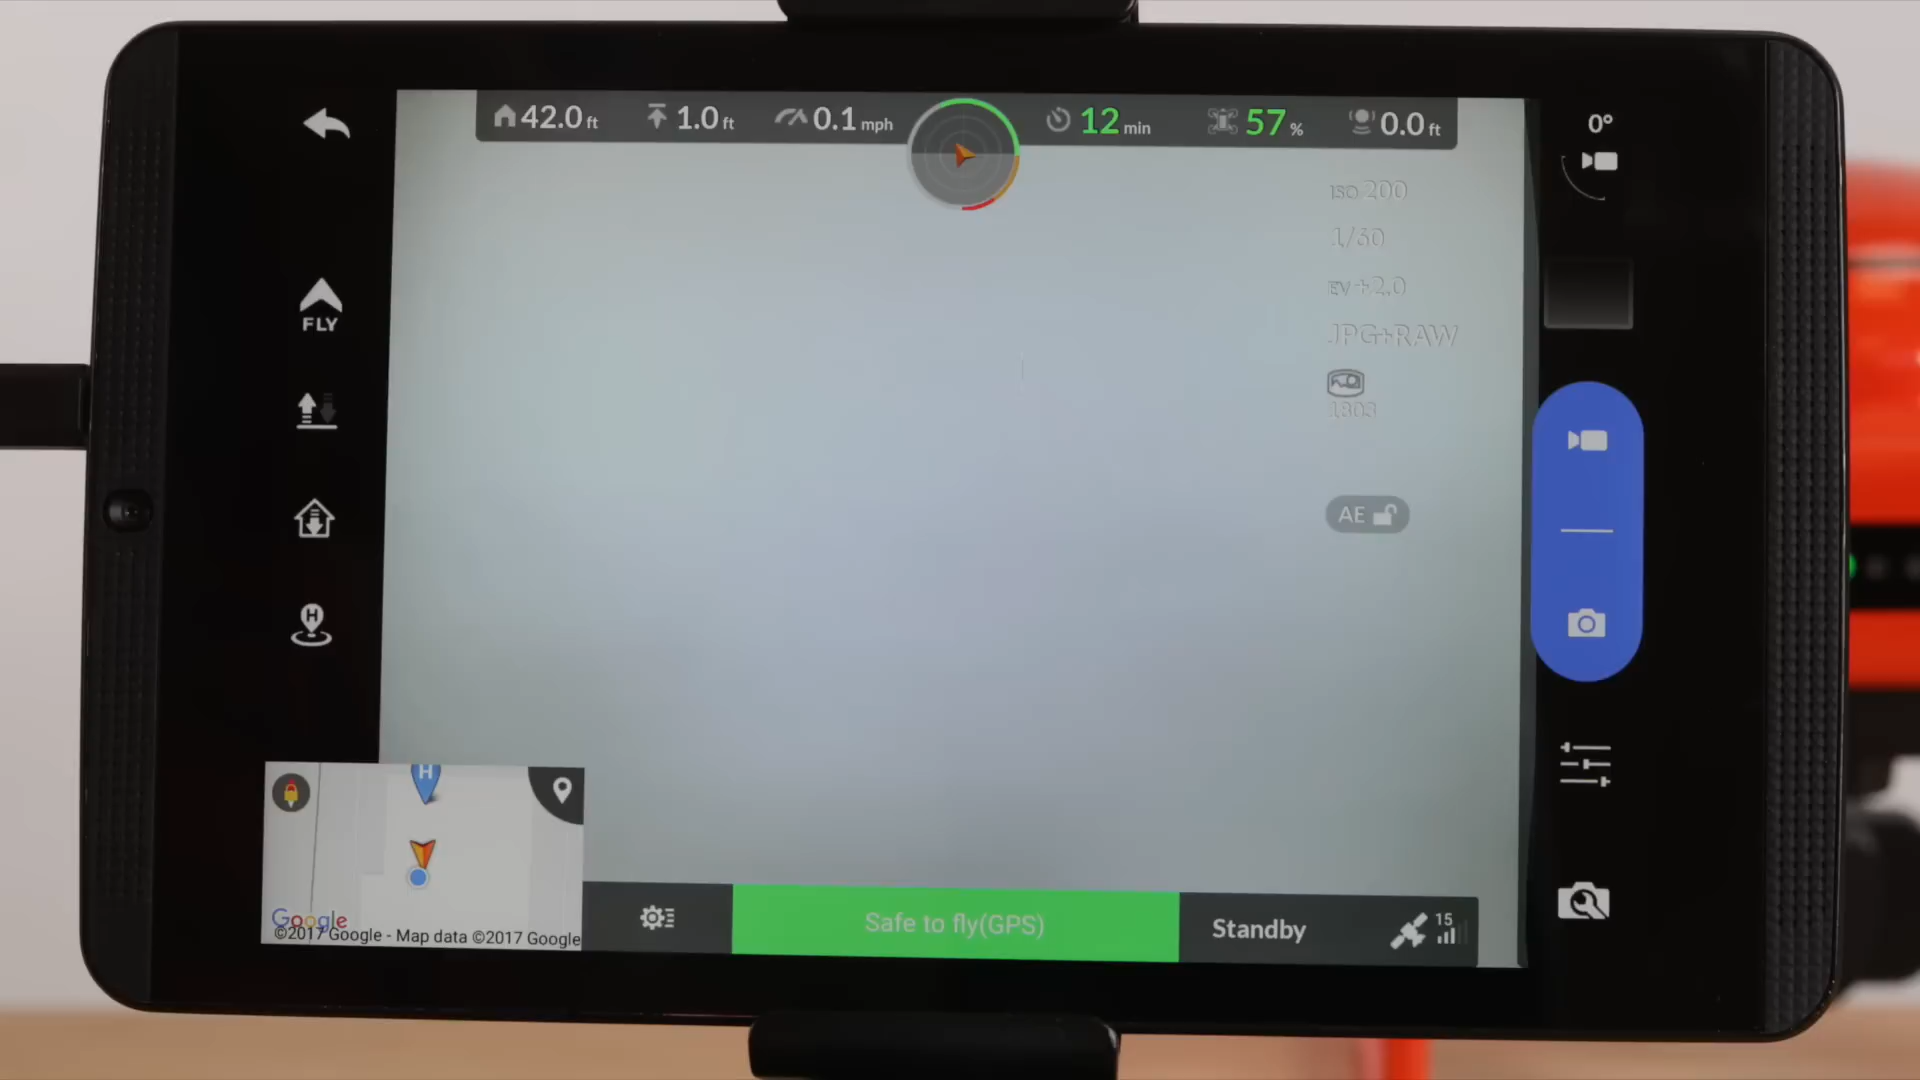 42.0 ft 1.0 ft 0.1 mph 12 min 57 % 0.0 ft
0°
ISO 200
1/30
EV +2.0
JPG+RAW
1803
AE
FLY
H
H
Google
©2017 Google - Map data ©2017 Google
Safe to fly(GPS)
Standby
15